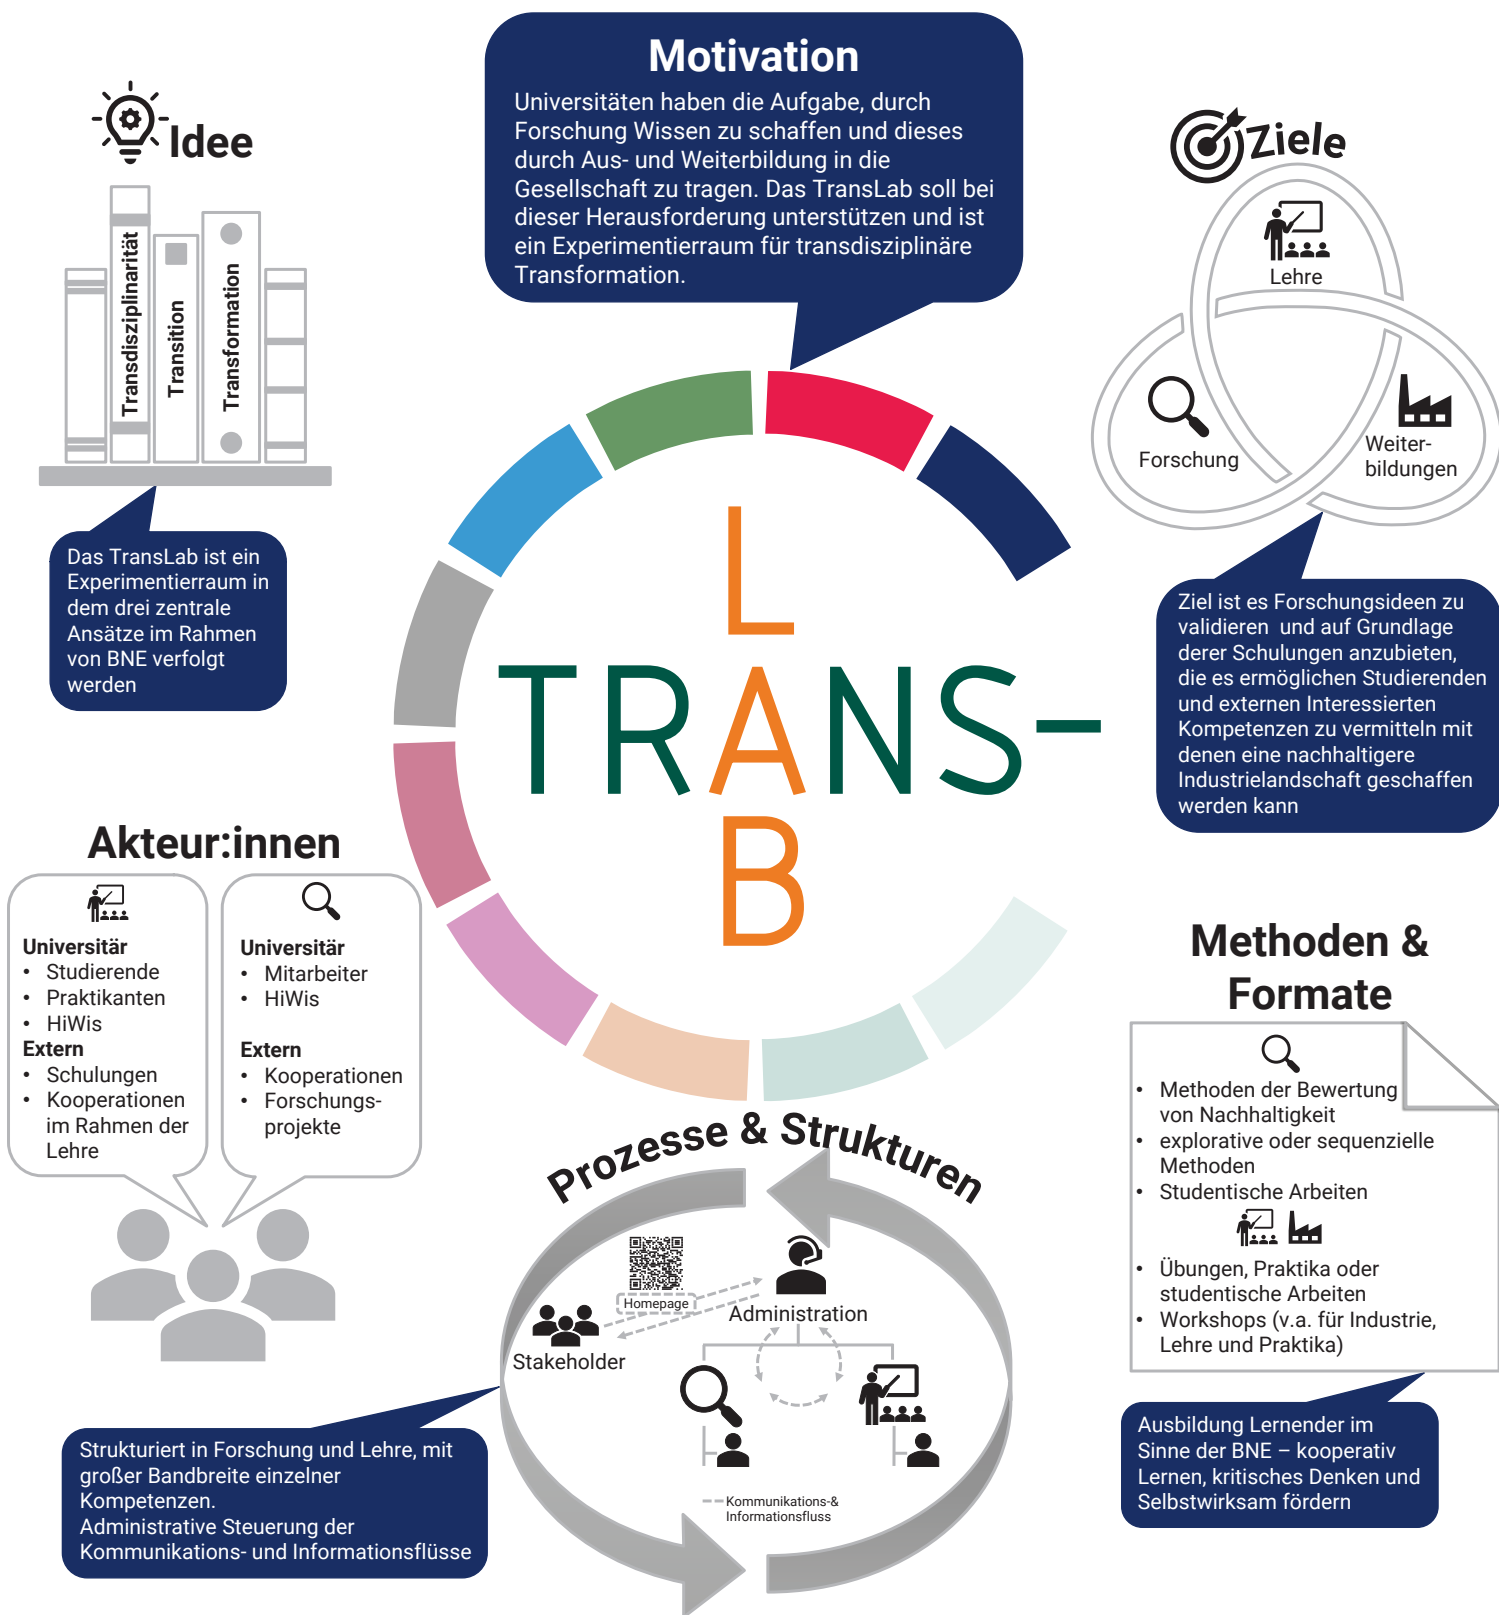 Motivation
Universitäten haben die Aufgabe, durch
Forschung Wissen zu schaffen und dieses
durch Aus- und Weiterbildung in die
Gesellschaft zu tragen. Das TransLab soll bei
dieser Herausforderung unterstützen und ist
ein Experimentierraum für transdisziplinäre
Transformation.
Idee
Transdisziplinarität
Transition
Transformation
Das TransLab ist ein
Experimentierraum in
dem drei zentrale
Ansätze im Rahmen
von BNE verfolgt
werden
Ziele
Lehre
Forschung
Weiter-
bildungen
Ziel ist es Forschungsideen zu
validieren und auf Grundlage
derer Schulungen anzubieten,
die es ermöglichen Studierenden
und externen Interessierten
Kompetenzen zu vermitteln mit
denen eine nachhaltigere
Industrielandschaft geschaffen
werden kann
L
TRANS-
B
Akteur:innen
Universitär
• Studierende
• Praktikanten
• HiWis
Extern
• Schulungen
• Kooperationen
im Rahmen der
Lehre
Universitär
• Mitarbeiter
• HiWis
Extern
• Kooperationen
• Forschungs-
projekte
Methoden &
Formate
• Methoden der Bewertung
von Nachhaltigkeit
• explorative oder sequenzielle
Methoden
• Studentische Arbeiten
• Übungen, Praktika oder
studentische Arbeiten
• Workshops (v.a. für Industrie,
Lehre und Praktika)
Ausbildung Lernender im
Sinne der BNE – kooperativ
Lernen, kritisches Denken und
Selbstwirksam fördern
Prozesse & Strukturen
Homepage
Administration
Stakeholder
Kommunikations-&
Informationsfluss
Strukturiert in Forschung und Lehre, mit
großer Bandbreite einzelner
Kompetenzen.
Administrative Steuerung der
Kommunikations- und Informationsflüsse